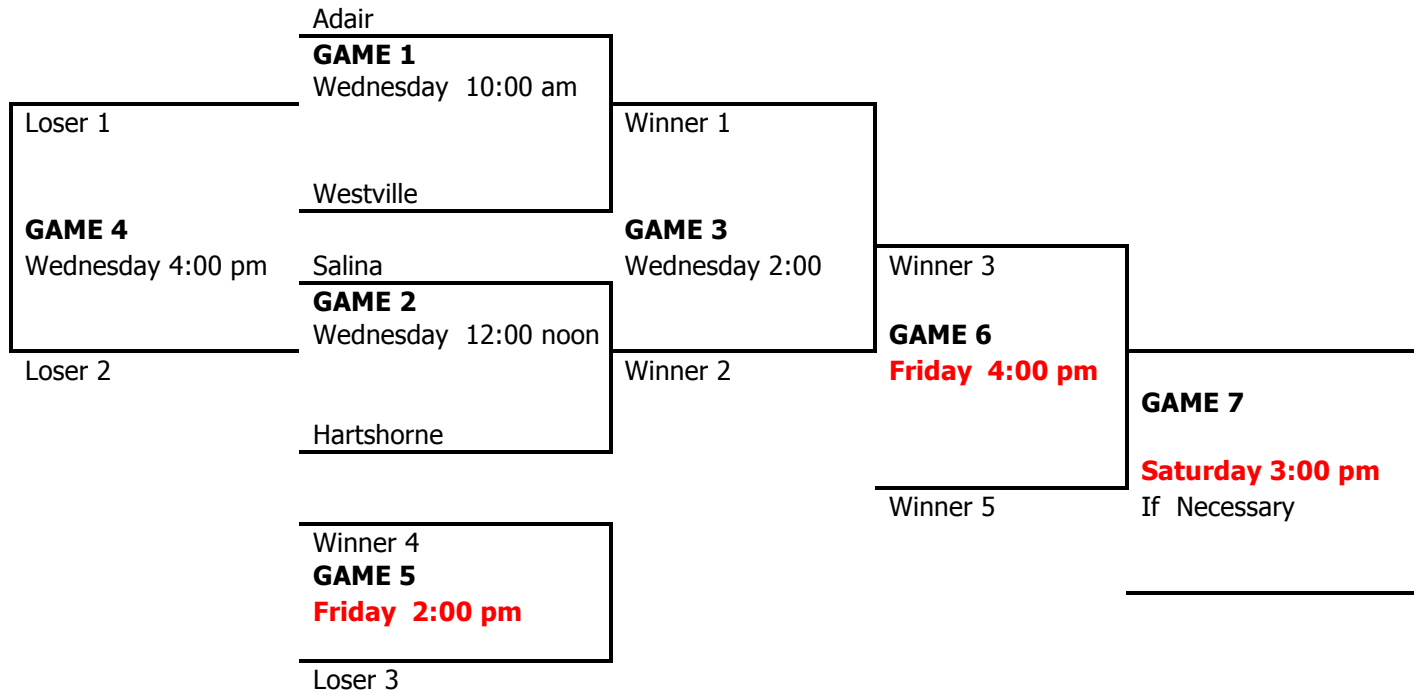 Adair
GAME 1
Wednesday  10:00 am
Loser 1
Winner 1
Westville
GAME 4
GAME 3
Wednesday 4:00 pm
Salina
Wednesday 2:00
Winner 3
GAME 2
Wednesday  12:00 noon
GAME 6
Loser 2
Winner 2
Friday  4:00 pm
GAME 7
Hartshorne
Saturday 3:00 pm
Winner 5
If  Necessary
Winner 4
GAME 5
Friday  2:00 pm
Loser 3